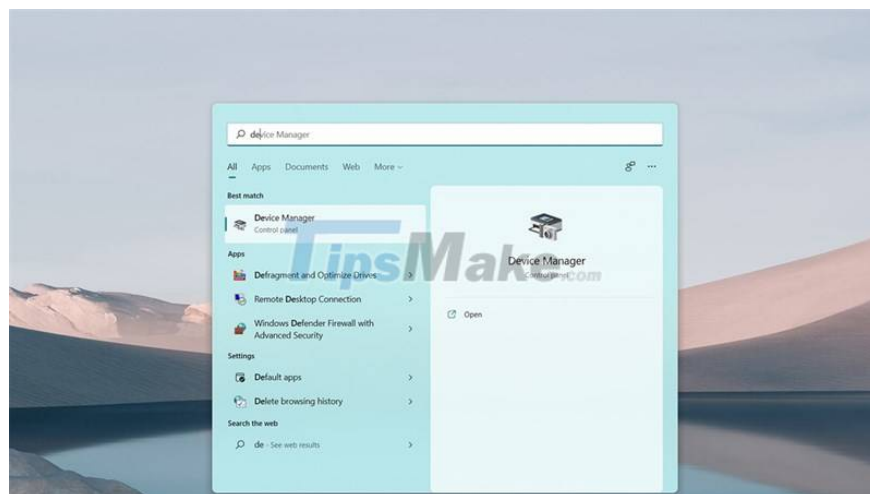 device Manager
All Apps Documents Web More
Best match
Device Manager
Control panel
Apps
Defragment and Optimize Drives
Remote Desktop Connection
Windows Defender Firewall with
Advanced Security
Settings
Default apps
Delete browsing history
Search the web
de - See web results
Device Manager
Control panel
Open
TipsMake.com